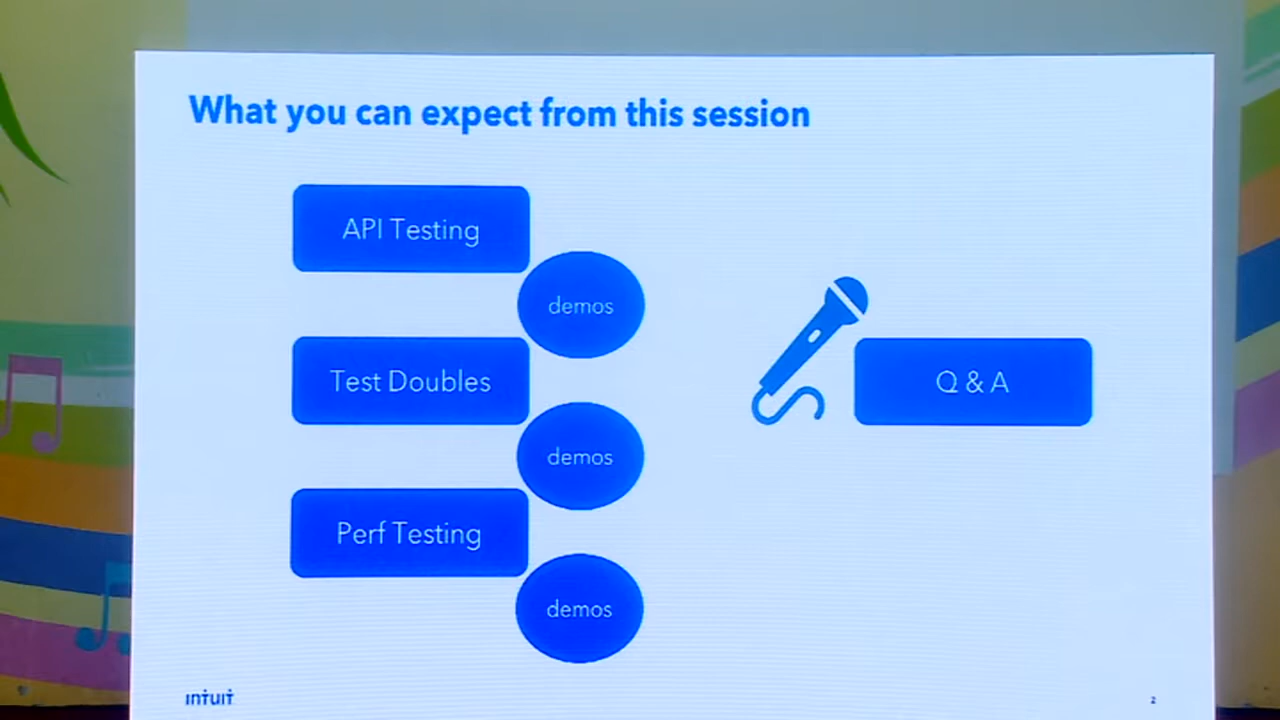 What you can expect from this session
API Testing
demos
Test Doubles
demos
Perf Testing
demos
Q & A
intuit
2